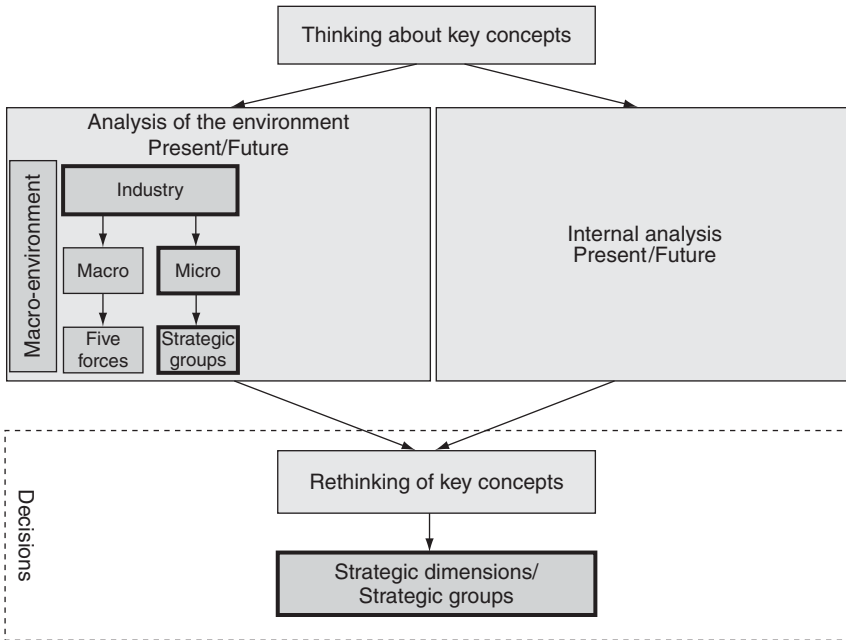 Thinking about key concepts
Analysis of the environment
Present/Future
Macro-environment
Industry
Macro
Micro
Five
forces
Strategic
groups
Internal analysis
Present/Future
Decisions
Rethinking of key concepts
Strategic dimensions/
Strategic groups